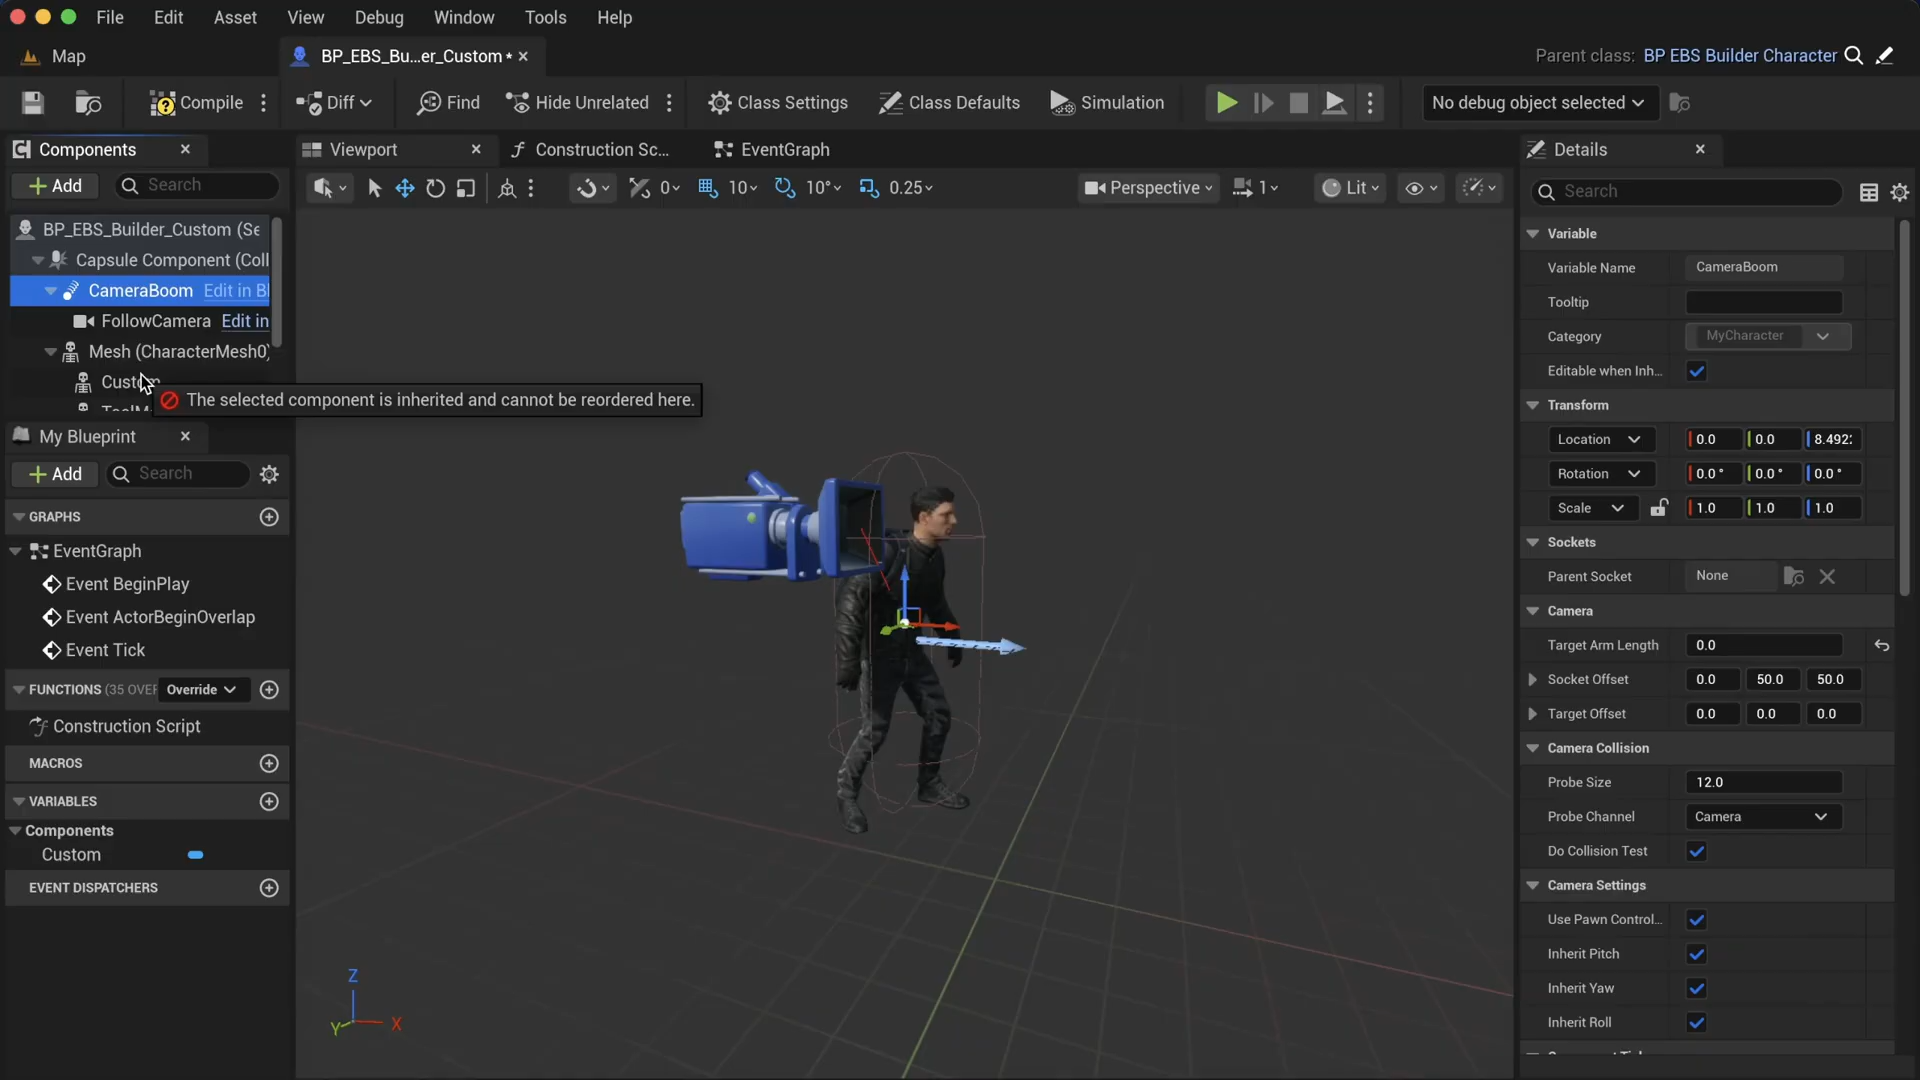 File Edit Asset View Debug Window Tools Help
Map
BP_EBS_Bu...er_Custom •
Parent class: BP EBS Builder Character
Compile
Diff
Find
Hide Unrelated
Class Settings
Class Defaults
Simulation
No debug object selected
Components
Viewport
Construction Sc...
EventGraph
Details
Add
Search
0
10
10°
0.25
Perspective
1
Lit
Search
BP_EBS_Builder_Custom (Se
Capsule Component (Coll
CameraBoom Edit in Bl
FollowCamera Edit in
Mesh (CharacterMesh0)
Custom
The selected component is inherited and cannot be reordered here.
My Blueprint
Add
Search
GRAPHS
EventGraph
Event BeginPlay
Event ActorBeginOverlap
Event Tick
FUNCTIONS (35 OVER Override
Construction Script
MACROS
VARIABLES
Components
Custom
EVENT DISPATCHERS
Z
Y
X
Variable
Variable Name CameraBoom
Tooltip
Category MyCharacter
Editable when Inh...
Transform
Location 0.0 0.0 8.492
Rotation 0.0 ° 0.0 ° 0.0 °
Scale 1.0 1.0 1.0
Sockets
Parent Socket None
Camera
Target Arm Length 0.0
Socket Offset 0.0 50.0 50.0
Target Offset 0.0 0.0 0.0
Camera Collision
Probe Size 12.0
Probe Channel Camera
Do Collision Test
Camera Settings
Use Pawn Control...
Inherit Pitch
Inherit Yaw
Inherit Roll